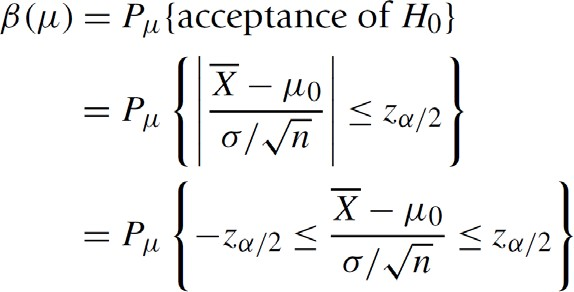 β(μ) = P_μ{acceptance of H_0}
= P_μ { | (X̅ − μ_0) / (σ/√n) | ≤ z_{α/2} }
= P_μ { −z_{α/2} ≤ (X̅ − μ_0) / (σ/√n) ≤ z_{α/2} }